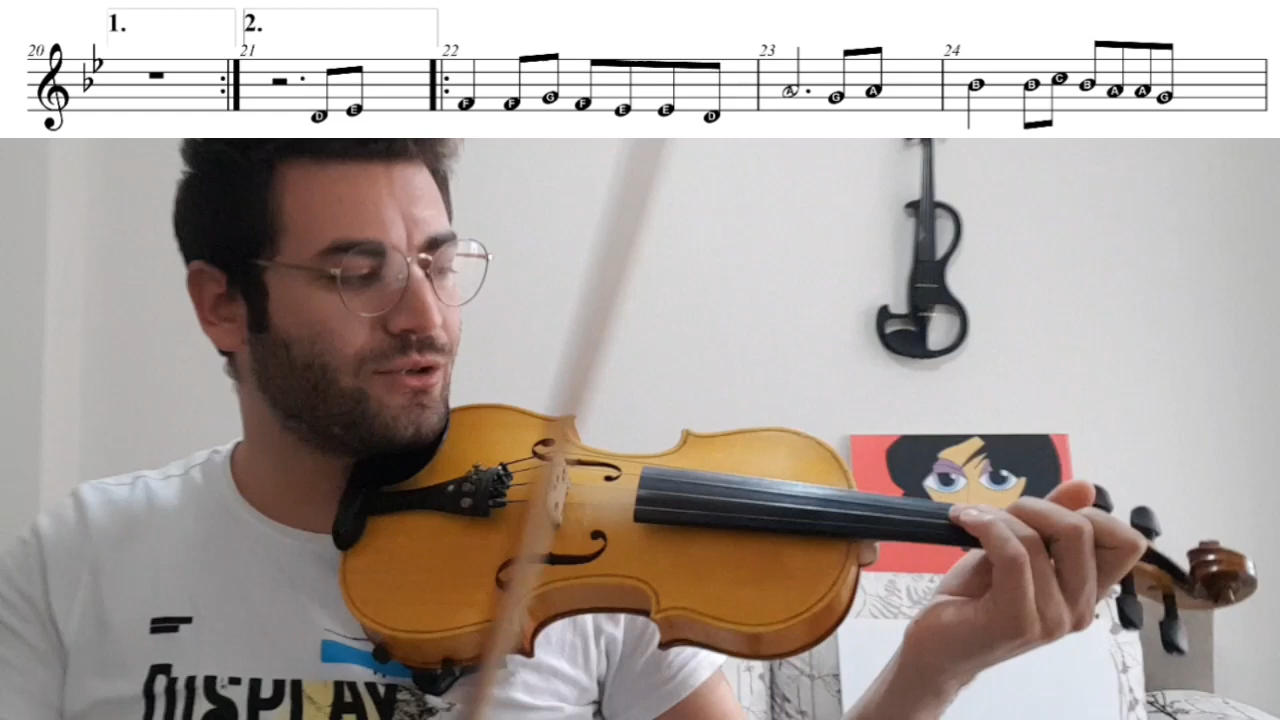 1. 2.
20 21 22 23 24
D E F F G F E E D A G A B B C B A A G
DISPLAY